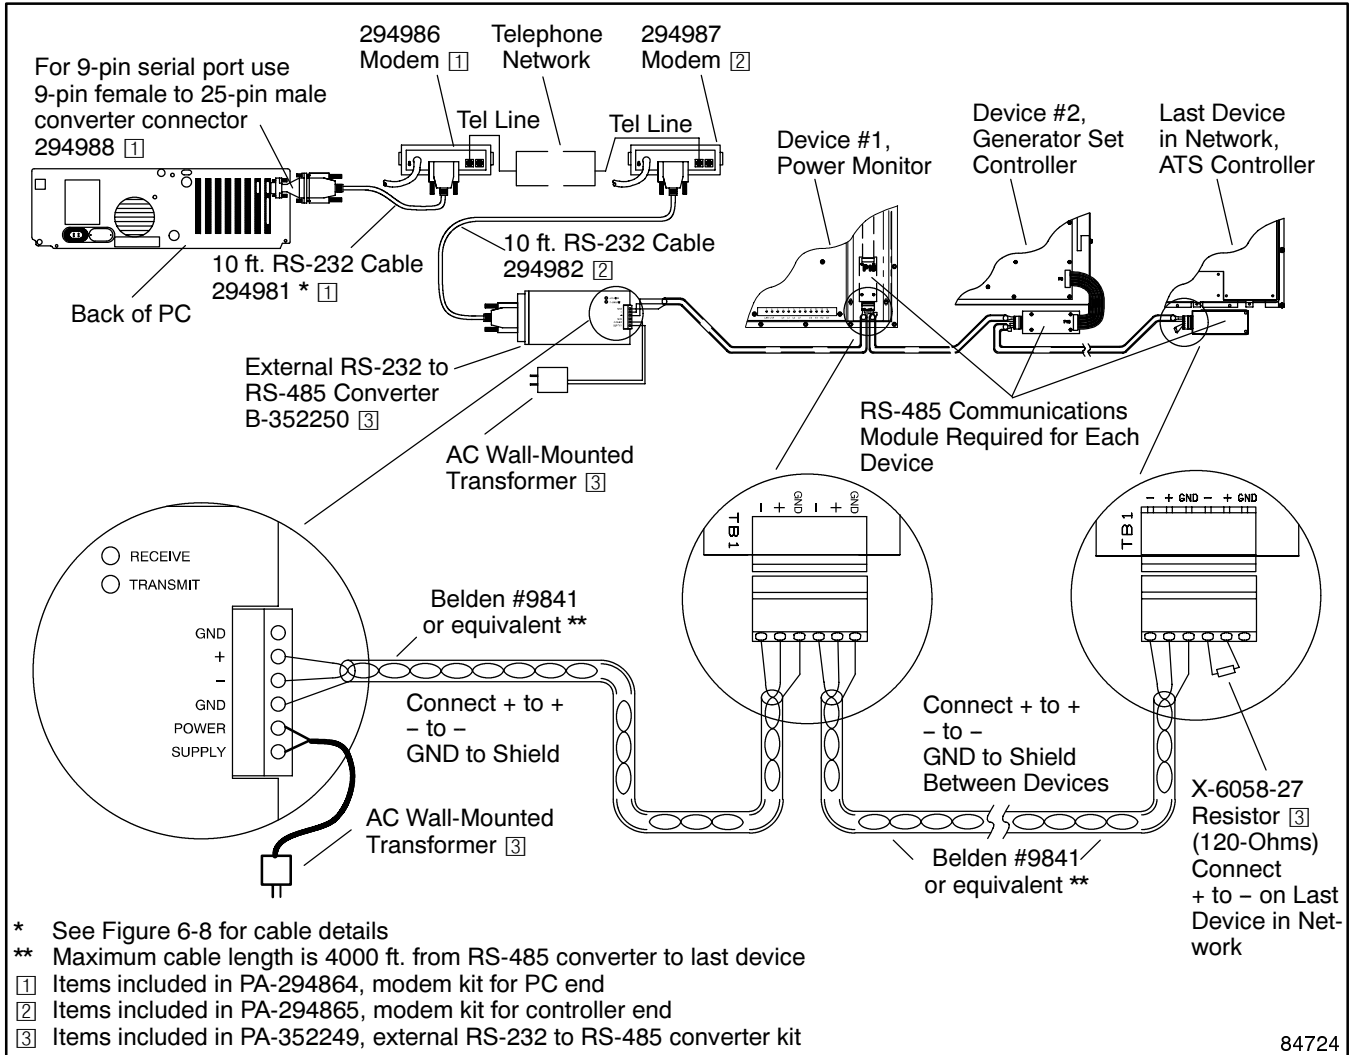 294986
Modem 1
Telephone
Network
294987
Modem 2
For 9-pin serial port use
9-pin female to 25-pin male
converter connector
294988 1
Tel Line
Tel Line
Device #1,
Power Monitor
Device #2,
Generator Set
Controller
Last Device
in Network,
ATS Controller
10 ft. RS-232 Cable
294981 * 1
Back of PC
10 ft. RS-232 Cable
294982 2
External RS-232 to
RS-485 Converter
B-352250 3
AC Wall-Mounted
Transformer 3
RS-485 Communications
Module Required for Each
Device
RECEIVE
TRANSMIT
GND
+
−
GND
POWER
SUPPLY
Belden #9841
or equivalent **
Connect + to +
− to −
GND to Shield
AC Wall-Mounted
Transformer 3
TB1
− + GND − + GND
TB1
− + GND − + GND
Connect + to +
− to −
GND to Shield
Between Devices
Belden #9841
or equivalent **
X-6058-27
Resistor 3
(120-Ohms)
Connect
+ to − on Last
Device in Net-
work
* See Figure 6-8 for cable details
** Maximum cable length is 4000 ft. from RS-485 converter to last device
1 Items included in PA-294864, modem kit for PC end
2 Items included in PA-294865, modem kit for controller end
3 Items included in PA-352249, external RS-232 to RS-485 converter kit
84724